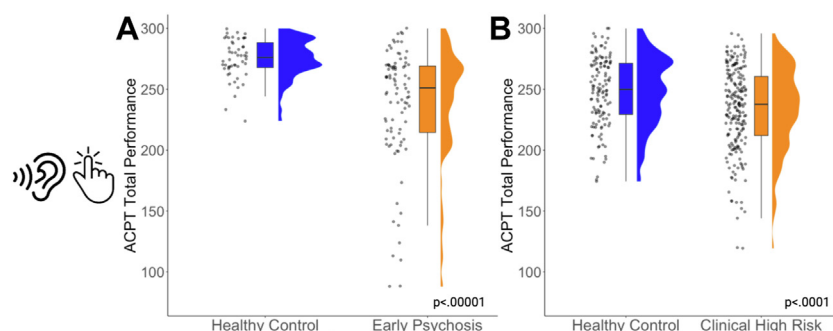 A
ACPT Total Performance
300
250
200
150
100
p<.00001
Healthy Control
Early Psychosis
B
ACPT Total Performance
300
250
200
150
100
p<.0001
Healthy Control
Clinical High Risk